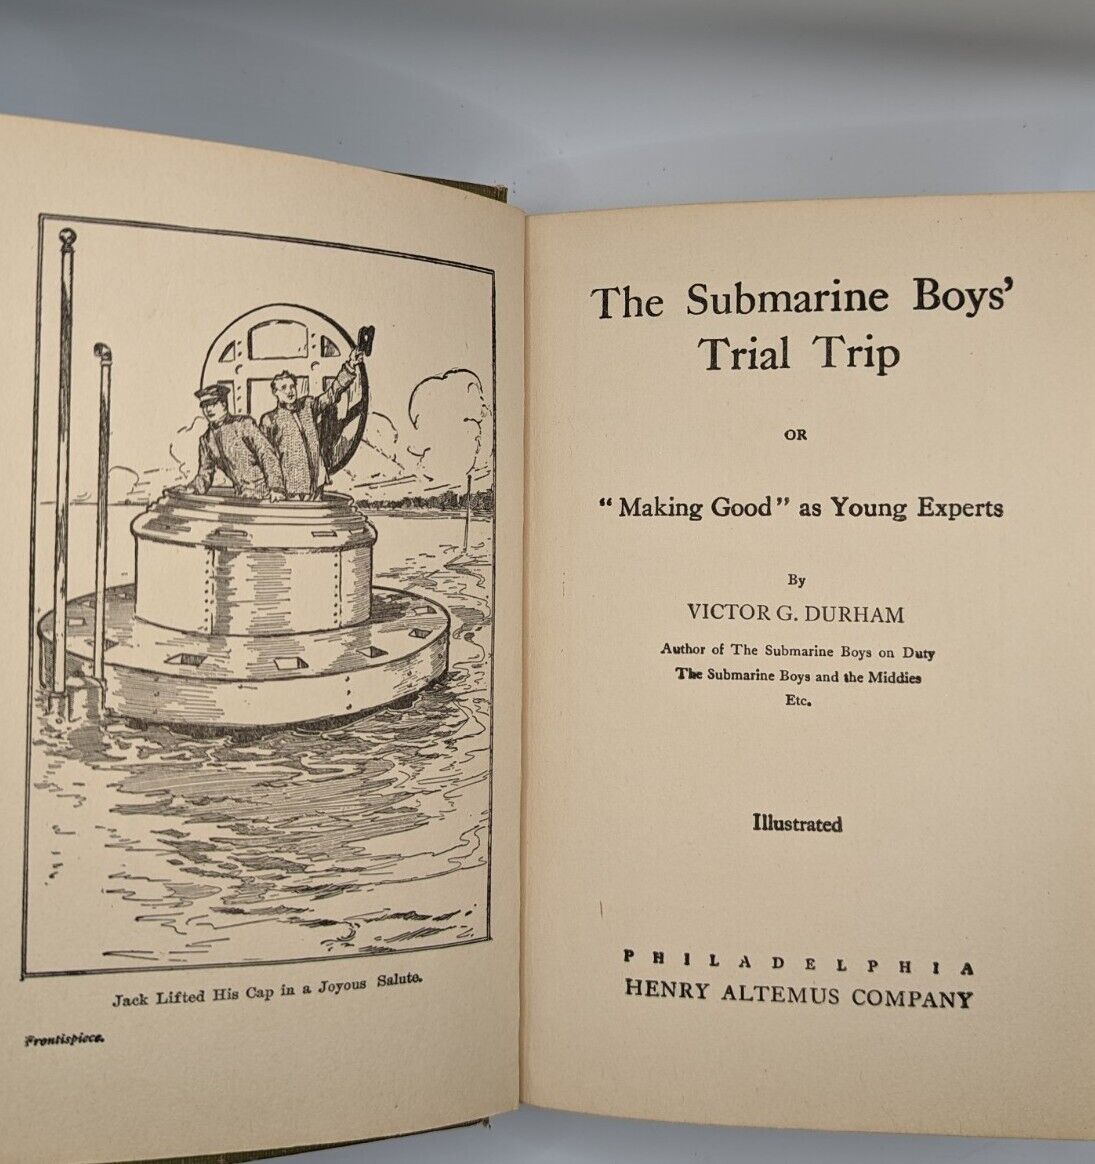 Jack Lifted His Cap in a Joyous Salute.
Frontispiece.
The Submarine Boys'
Trial Trip
OR
"Making Good" as Young Experts
By
VICTOR G. DURHAM
Author of The Submarine Boys on Duty
The Submarine Boys and the Middies
Etc.
Illustrated
PHILADELPHIA
HENRY ALTEMUS COMPANY